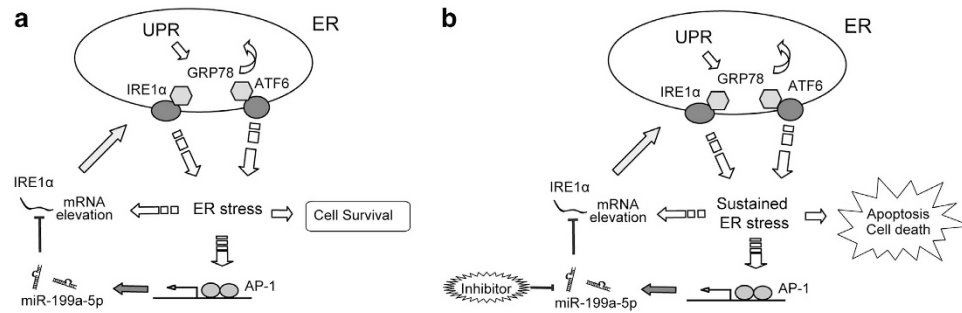 a
ER
UPR
GRP78
IRE1α
ATF6
IRE1α
mRNA
elevation
ER stress
Cell Survival
miR-199a-5p
AP-1
b
ER
UPR
GRP78
IRE1α
ATF6
IRE1α
mRNA
elevation
Sustained
ER stress
Apoptosis
Cell death
Inhibitor
miR-199a-5p
AP-1